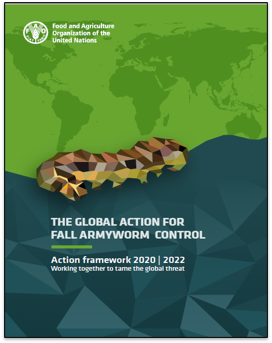 Food and Agriculture
Organization of the
United Nations
THE GLOBAL ACTION FOR
FALL ARMYWORM CONTROL
Action framework 2020 | 2022
Working together to tame the global threat